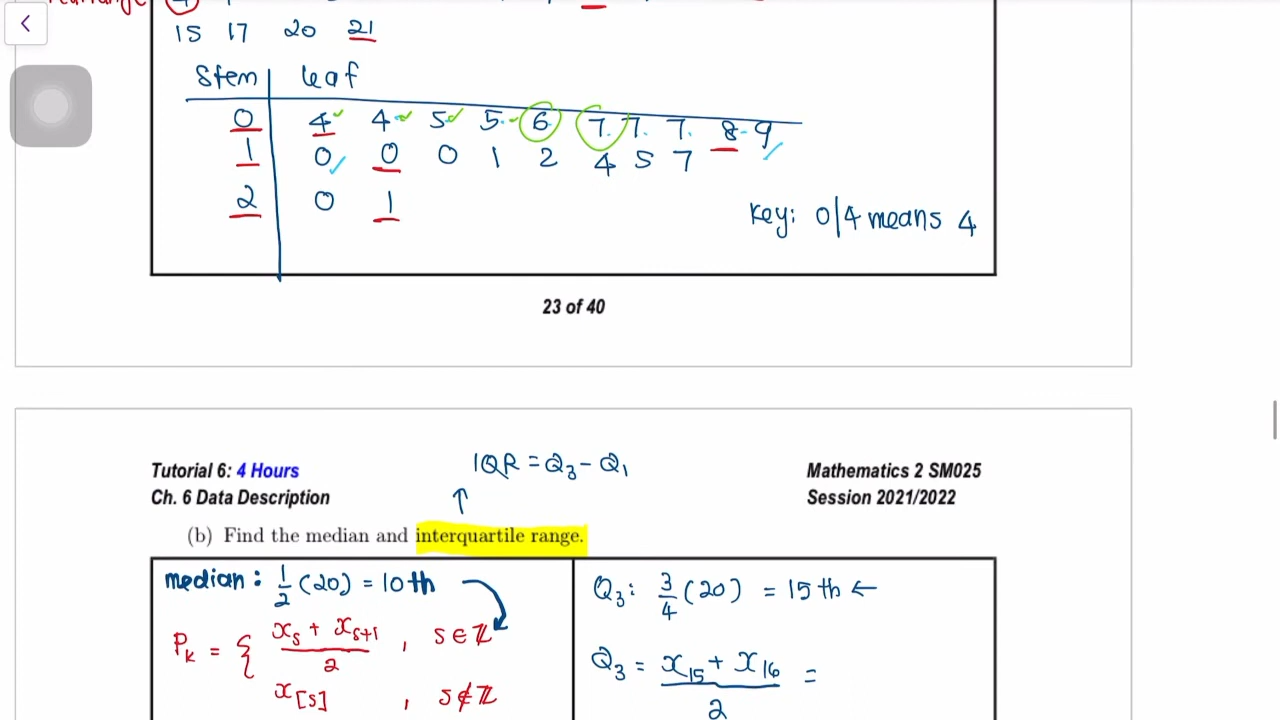 rearrange 4
15 17 20 21
Stem leaf
0 4 4 5 5 6 7 7 7 8 9
1 0 0 0 1 2 4 5 7
2 0 1
Key: 0|4 means 4
23 of 40
Tutorial 6: 4 Hours
Ch. 6 Data Description
IQR = Q₃ - Q₁
↑
Mathematics 2 SM025
Session 2021/2022
(b) Find the median and interquartile range.
median: 1/2 (20) = 10th
Pk = { (xs + xs+1)/2 , s ∈ ℤ
x[s] , s ∉ ℤ
Q₃: 3/4 (20) = 15th ←
Q₃ = (x₁₅ + x₁₆)/2 =